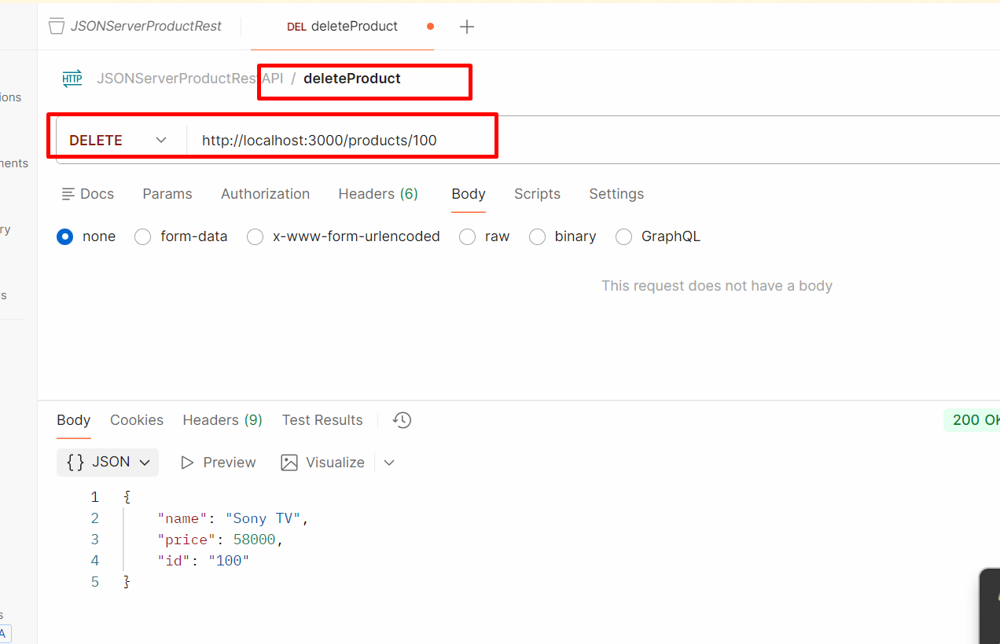 JSONServerProductRest DEL deleteProduct
HTTP JSONServerProductRest API / deleteProduct
ions
DELETE http://localhost:3000/products/100
nents
Docs Params Authorization Headers (6) Body Scripts Settings
ry
none form-data x-www-form-urlencoded raw binary GraphQL
This request does not have a body
s
Body Cookies Headers (9) Test Results 200 OK
{} JSON Preview Visualize
1 {
2 "name": "Sony TV",
3 "price": 58000,
4 "id": "100"
5 }
s
A